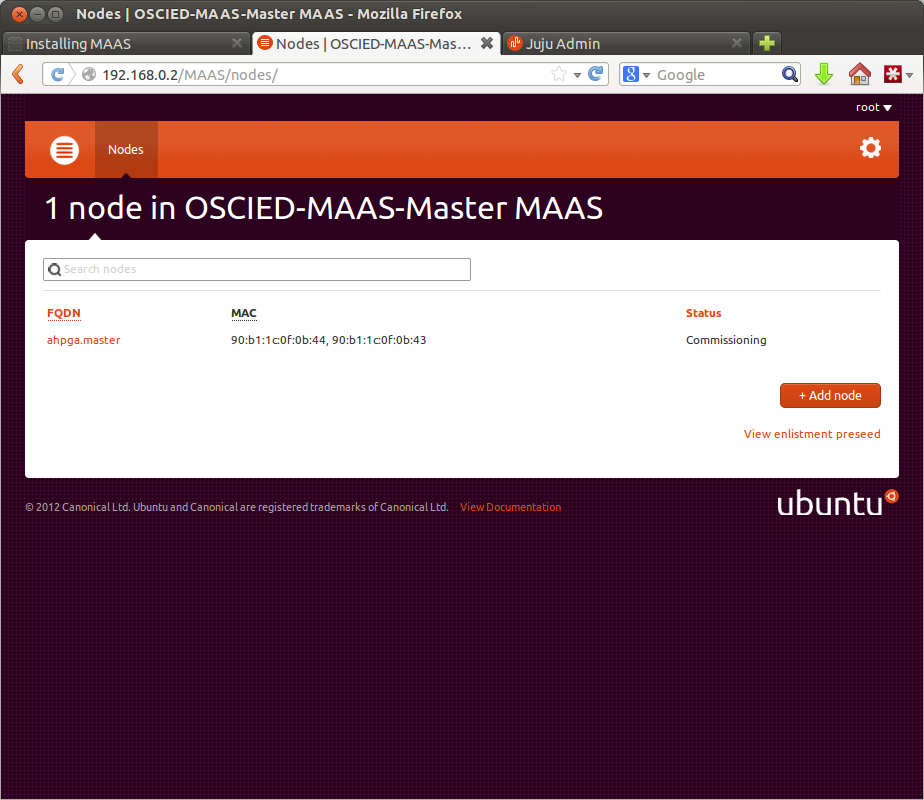 Nodes | OSCIED-MAAS-Master MAAS - Mozilla Firefox
Installing MAAS
Nodes | OSCIED-MAAS-Mas...
Juju Admin
192.168.0.2/MAAS/nodes/
Google
root
Nodes
1 node in OSCIED-MAAS-Master MAAS
Search nodes
FQDN MAC Status
ahpga.master 90:b1:1c:0f:0b:44, 90:b1:1c:0f:0b:43 Commissioning
+ Add node
View enlistment preseed
© 2012 Canonical Ltd. Ubuntu and Canonical are registered trademarks of Canonical Ltd. View Documentation
ubuntu